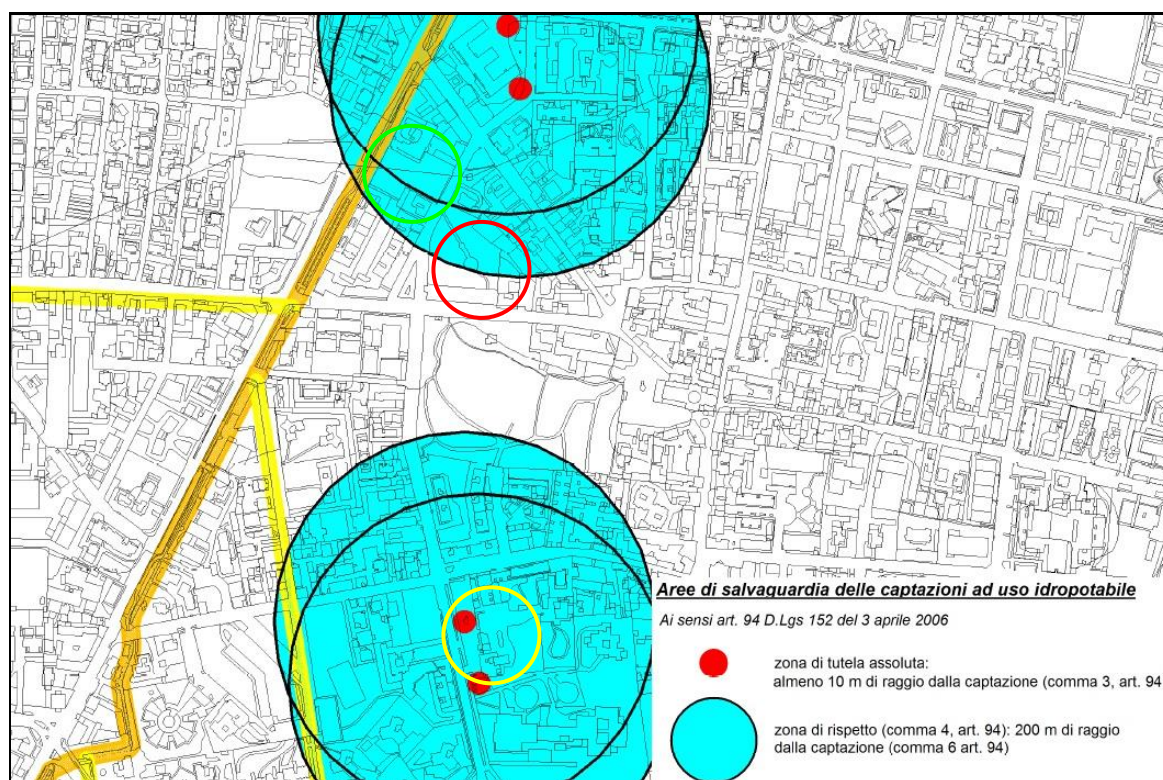 Aree di salvaguardia delle captazioni ad uso idropotabile
Ai sensi art. 94 D.Lgs 152 del 3 aprile 2006
zona di tutela assoluta:
almeno 10 m di raggio dalla captazione (comma 3, art. 94
zona di rispetto (comma 4, art. 94): 200 m di raggio
dalla captazione (comma 6 art. 94)